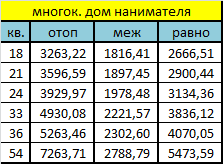 многок. дом нанимателя
кв. отоп меж равно
18 3263,22 1816,41 2666,51
21 3596,59 1897,45 2900,44
24 3929,97 1978,48 3134,36
33 4930,08 2221,57 3836,12
36 5263,46 2302,60 4070,05
54 7263,71 2788,79 5473,59